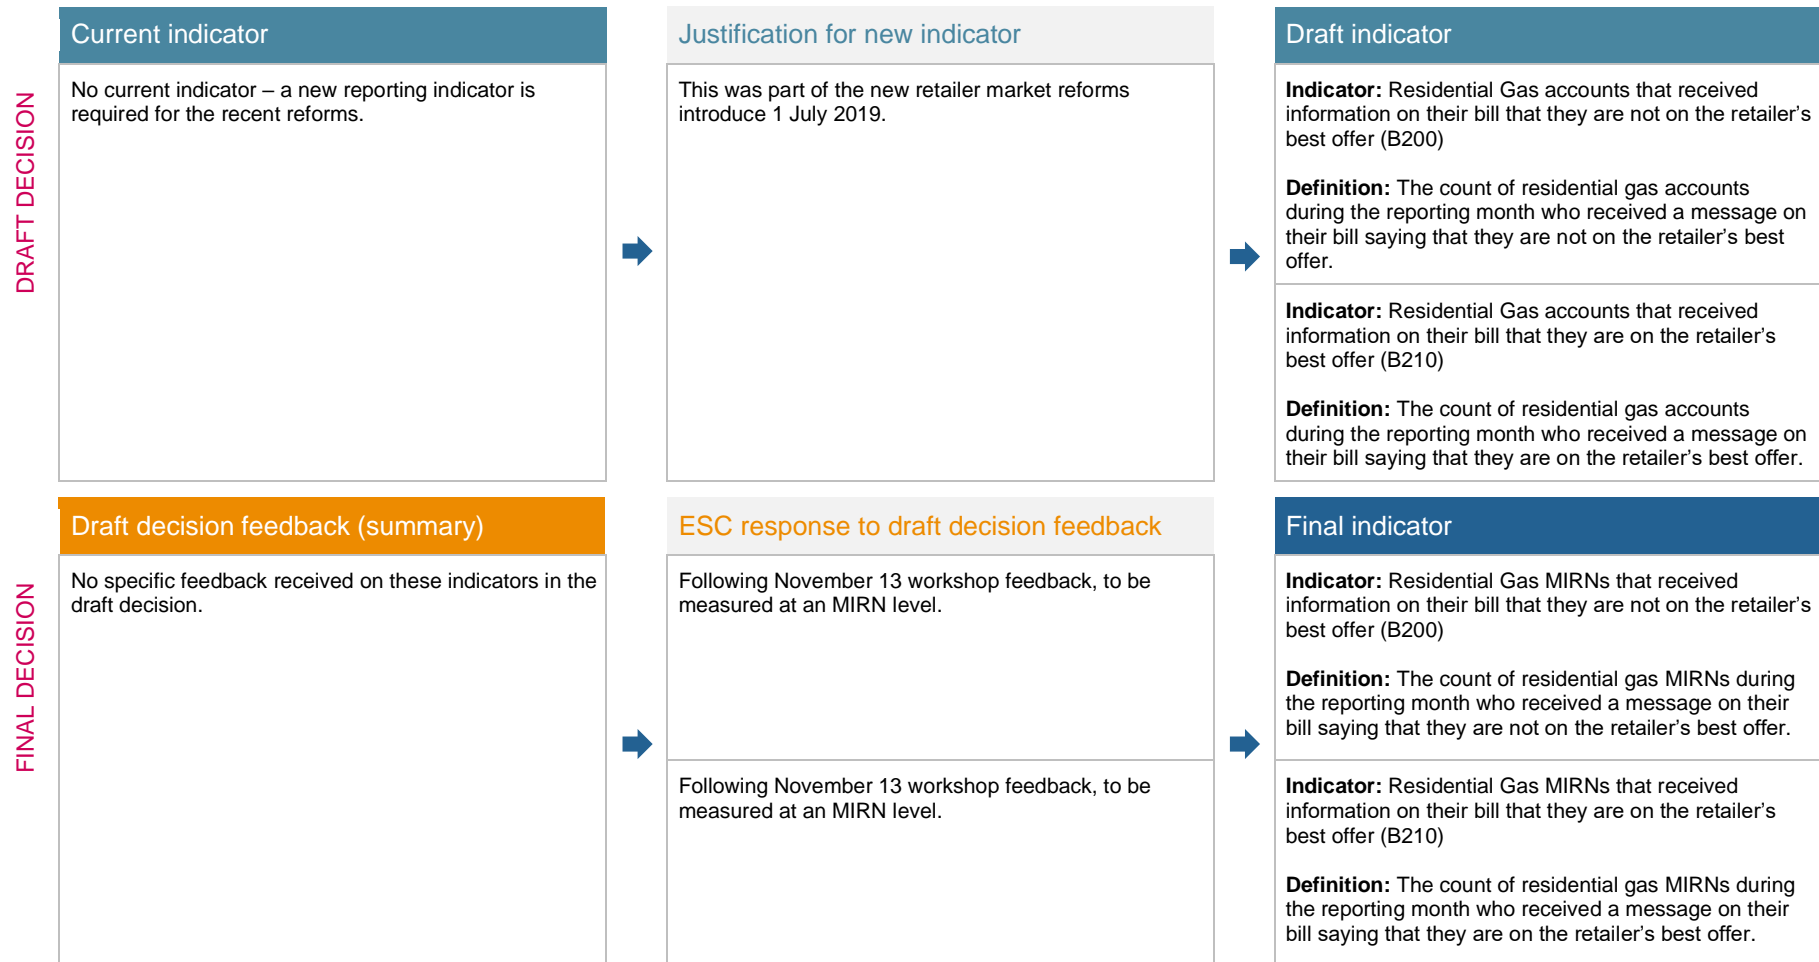 DRAFT DECISION
Current indicator
No current indicator – a new reporting indicator is
required for the recent reforms.
Justification for new indicator
This was part of the new retailer market reforms
introduce 1 July 2019.
Draft indicator
Indicator: Residential Gas accounts that received
information on their bill that they are not on the retailer’s
best offer (B200)
Definition: The count of residential gas accounts
during the reporting month who received a message on
their bill saying that they are not on the retailer’s best
offer.
Indicator: Residential Gas accounts that received
information on their bill that they are on the retailer’s
best offer (B210)
Definition: The count of residential gas accounts
during the reporting month who received a message on
their bill saying that they are on the retailer’s best offer.
FINAL DECISION
Draft decision feedback (summary)
No specific feedback received on these indicators in the
draft decision.
ESC response to draft decision feedback
Following November 13 workshop feedback, to be
measured at an MIRN level.
Following November 13 workshop feedback, to be
measured at an MIRN level.
Final indicator
Indicator: Residential Gas MIRNs that received
information on their bill that they are not on the retailer’s
best offer (B200)
Definition: The count of residential gas MIRNs during
the reporting month who received a message on their
bill saying that they are not on the retailer’s best offer.
Indicator: Residential Gas MIRNs that received
information on their bill that they are on the retailer’s
best offer (B210)
Definition: The count of residential gas MIRNs during
the reporting month who received a message on their
bill saying that they are on the retailer’s best offer.